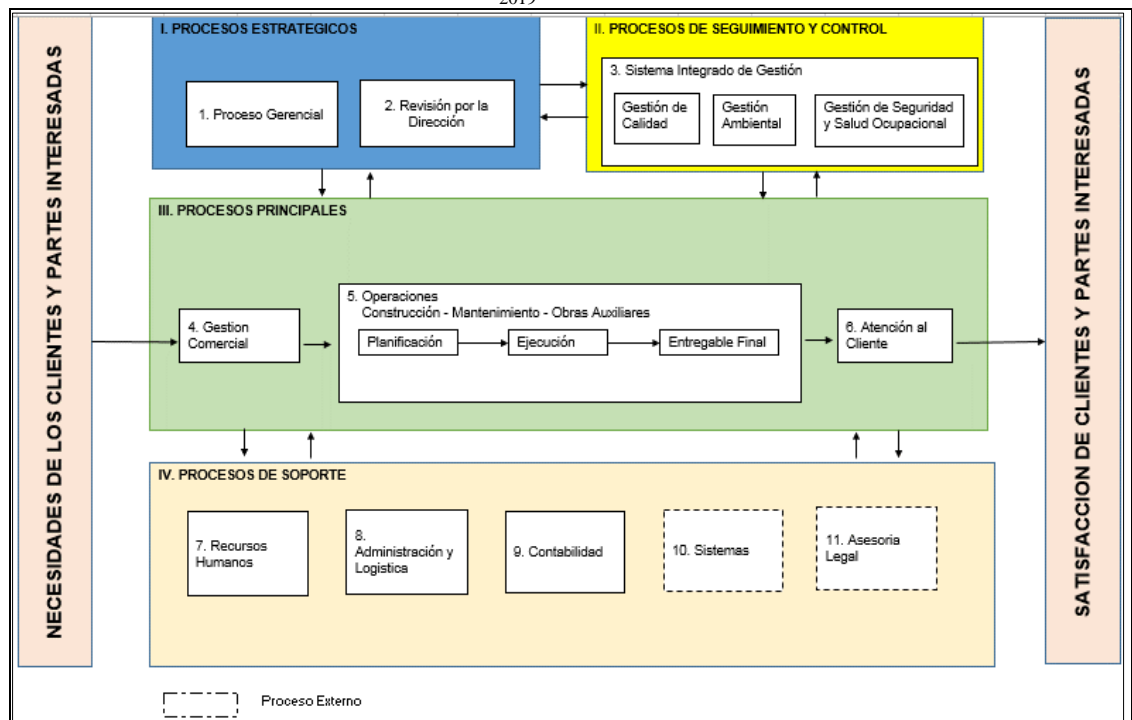 2019
NECESIDADES DE LOS CLIENTES Y PARTES INTERESADAS
I. PROCESOS ESTRATEGICOS
1. Proceso Gerencial
2. Revisión por la
Dirección
II. PROCESOS DE SEGUIMIENTO Y CONTROL
3. Sistema Integrado de Gestión
Gestión de
Calidad
Gestión
Ambiental
Gestión de Seguridad
y Salud Ocupacional
III. PROCESOS PRINCIPALES
4. Gestion
Comercial
5. Operaciones
Construcción - Mantenimiento - Obras Auxiliares
Planificación
Ejecución
Entregable Final
6. Atención al
Cliente
IV. PROCESOS DE SOPORTE
7. Recursos
Humanos
8.
Administración y
Logistica
9. Contabilidad
10. Sistemas
11. Asesoria
Legal
SATISFACCION DE CLIENTES Y PARTES INTERESADAS
Proceso Externo